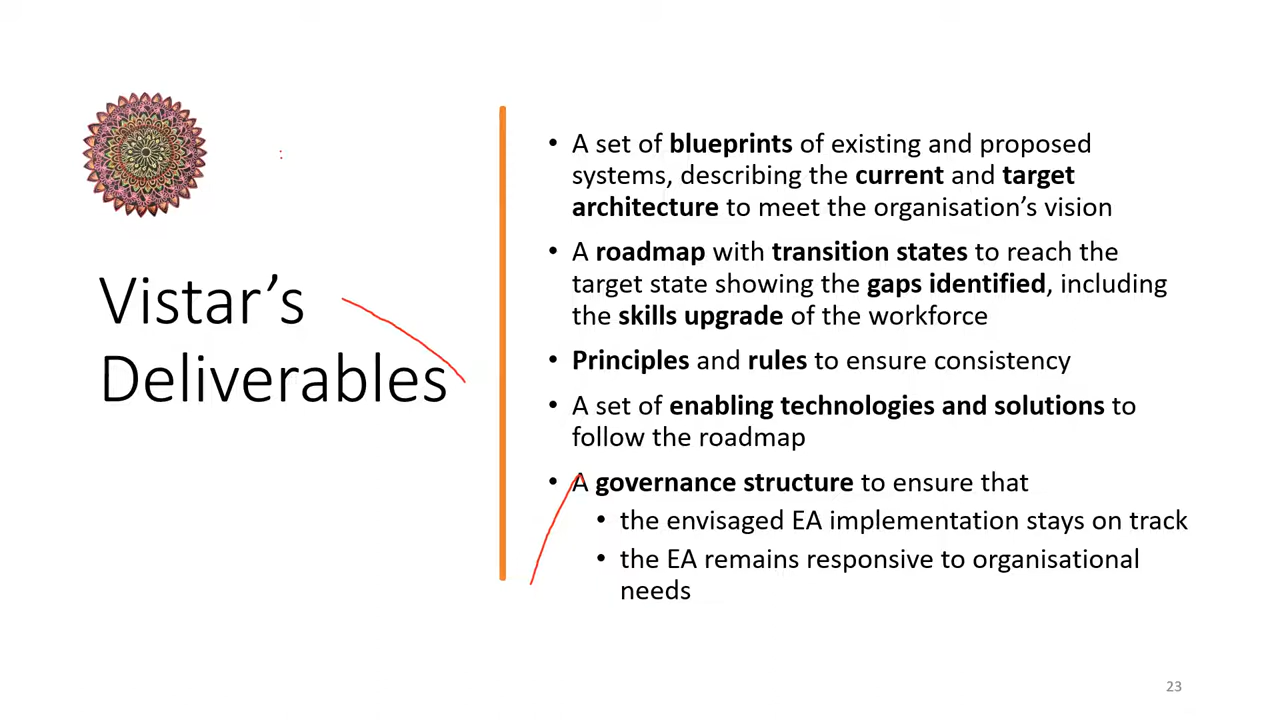 Vistar’s
Deliverables
• A set of blueprints of existing and proposed
systems, describing the current and target
architecture to meet the organisation’s vision
• A roadmap with transition states to reach the
target state showing the gaps identified, including
the skills upgrade of the workforce
• Principles and rules to ensure consistency
• A set of enabling technologies and solutions to
follow the roadmap
• A governance structure to ensure that
• the envisaged EA implementation stays on track
• the EA remains responsive to organisational
needs
23